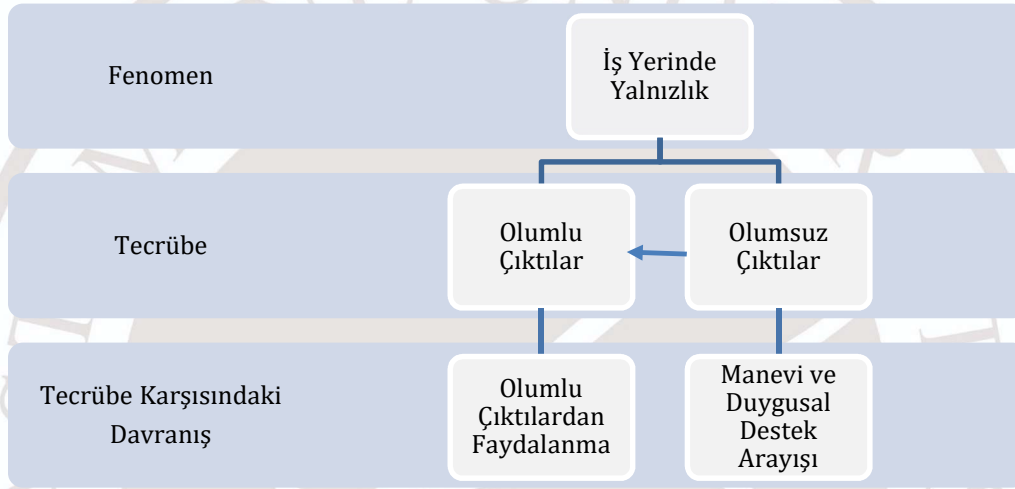 Fenomen
İş Yerinde
Yalnızlık
Tecrübe
Olumlu
Çıktılar
Olumsuz
Çıktılar
Tecrübe Karşısındaki
Davranış
Olumlu
Çıktılardan
Faydalanma
Manevi ve
Duygusal
Destek
Arayışı